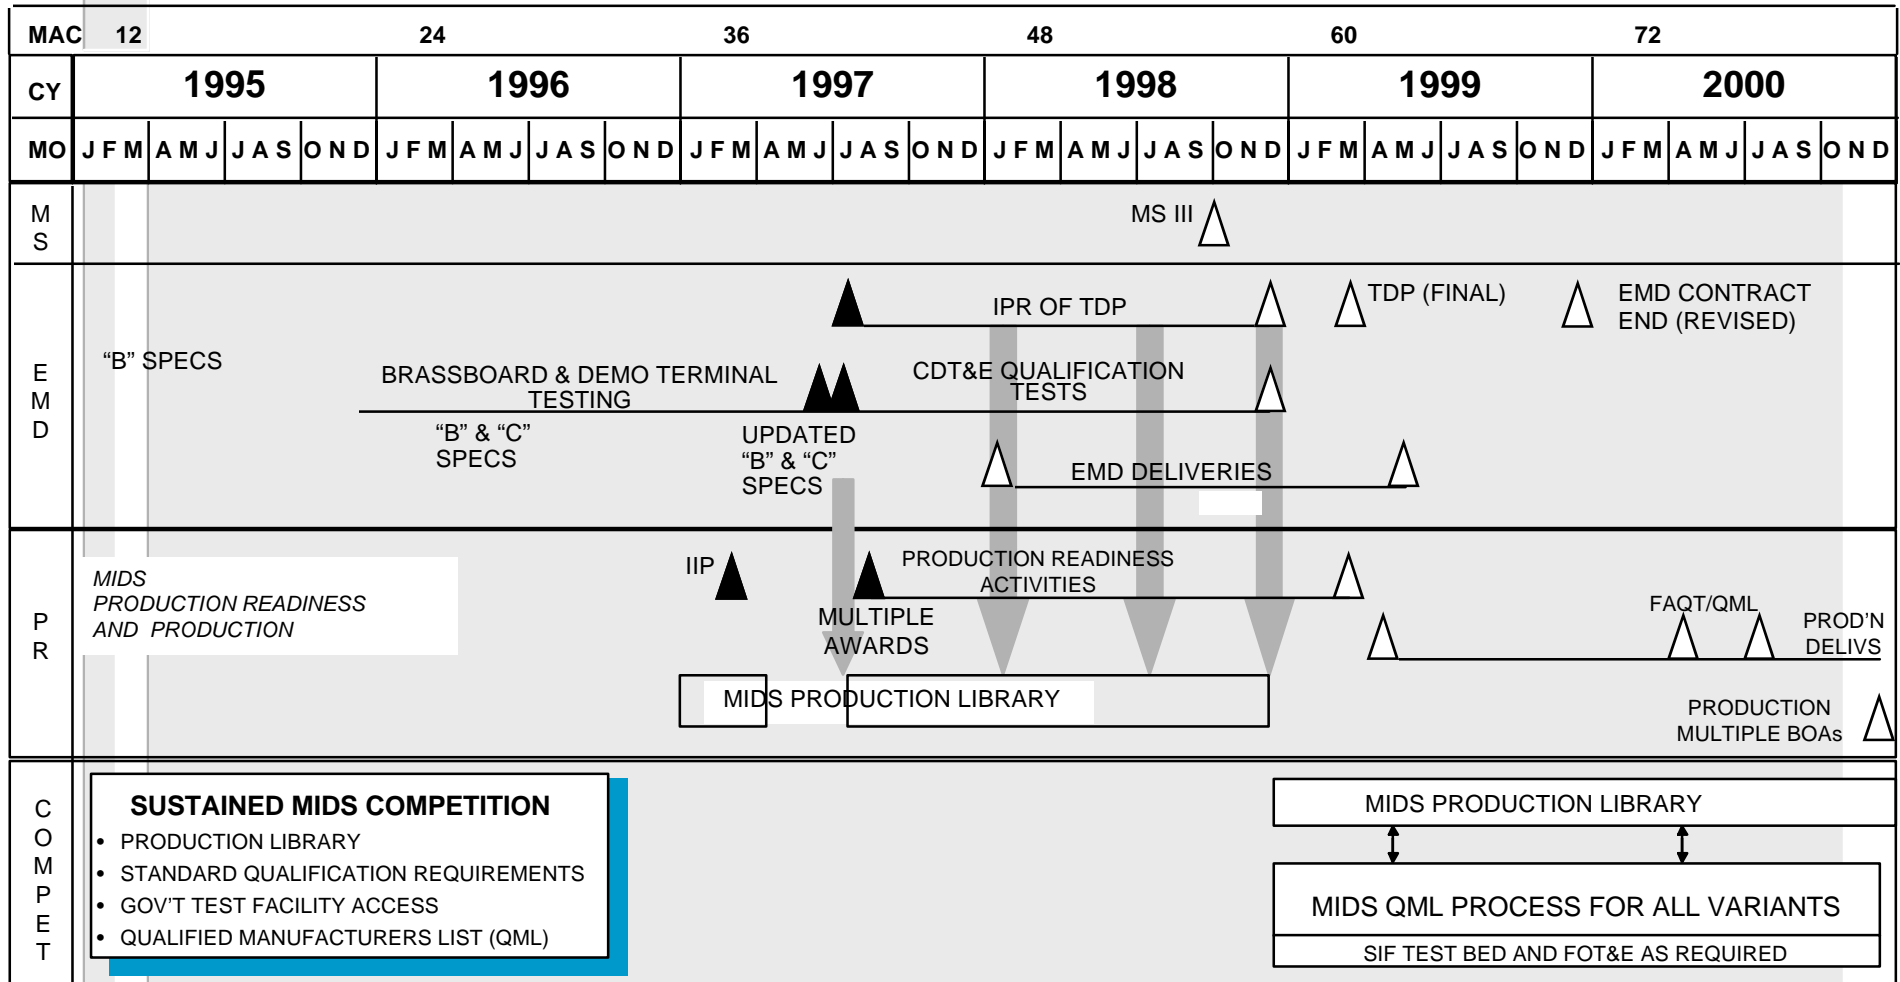 MAC 12 24 36 48 60 72
CY 1995 1996 1997 1998 1999 2000
MO J F M A M J J A S O N D J F M A M J J A S O N D J F M A M J J A S O N D J F M A M J J A S O N D J F M A M J J A S O N D J F M A M J J A S O N D
M
S
MS III
E
M
D
IPR OF TDP
TDP (FINAL)
EMD CONTRACT
END (REVISED)
“B” SPECS
BRASSBOARD & DEMO TERMINAL
TESTING
CDT&E QUALIFICATION
TESTS
“B” & “C”
SPECS
UPDATED
“B” & “C”
SPECS
EMD DELIVERIES
P
R
MIDS
PRODUCTION READINESS
AND PRODUCTION
IIP
PRODUCTION READINESS
ACTIVITIES
MULTIPLE
AWARDS
FAQT/QML
PROD'N
DELIVS
MIDS PRODUCTION LIBRARY
PRODUCTION
MULTIPLE BOAs
C
O
M
P
E
T
SUSTAINED MIDS COMPETITION
• PRODUCTION LIBRARY
• STANDARD QUALIFICATION REQUIREMENTS
• GOV'T TEST FACILITY ACCESS
• QUALIFIED MANUFACTURERS LIST (QML)
MIDS PRODUCTION LIBRARY
MIDS QML PROCESS FOR ALL VARIANTS
SIF TEST BED AND FOT&E AS REQUIRED